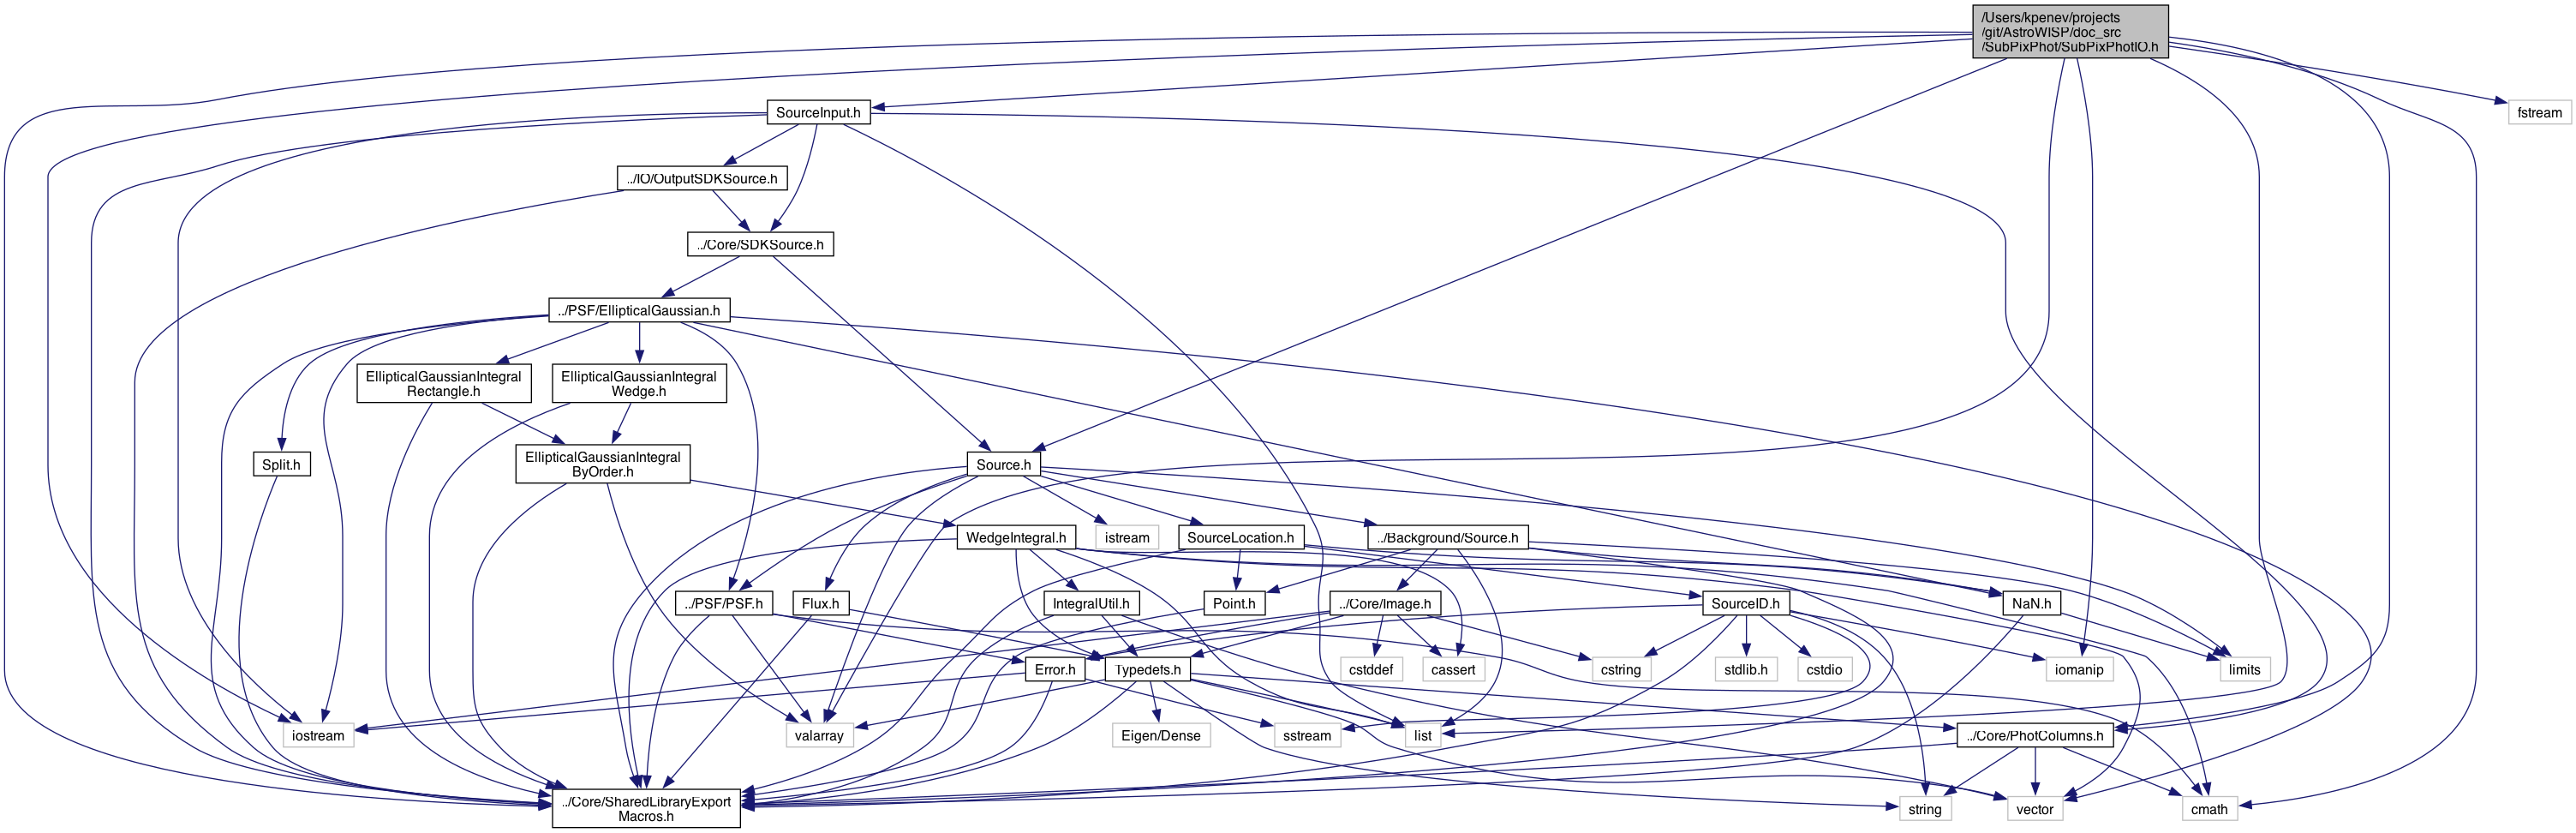 /Users/kpenev/projects
/git/AstroWISP/doc_src
/SubPixPhot/SubPixPhotIO.h
SourceInput.h
fstream
../IO/OutputSDKSource.h
../Core/SDKSource.h
../PSF/EllipticalGaussian.h
EllipticalGaussianIntegral
Rectangle.h
EllipticalGaussianIntegral
Wedge.h
Split.h
EllipticalGaussianIntegral
ByOrder.h
Source.h
WedgeIntegral.h
istream
SourceLocation.h
../Background/Source.h
../PSF/PSF.h
Flux.h
IntegralUtil.h
Point.h
../Core/Image.h
SourceID.h
NaN.h
Error.h
Typedefs.h
cstddef
cassert
cstring
stdlib.h
cstdio
iomanip
limits
iostream
valarray
Eigen/Dense
sstream
list
../Core/PhotColumns.h
../Core/SharedLibraryExport
Macros.h
string
vector
cmath